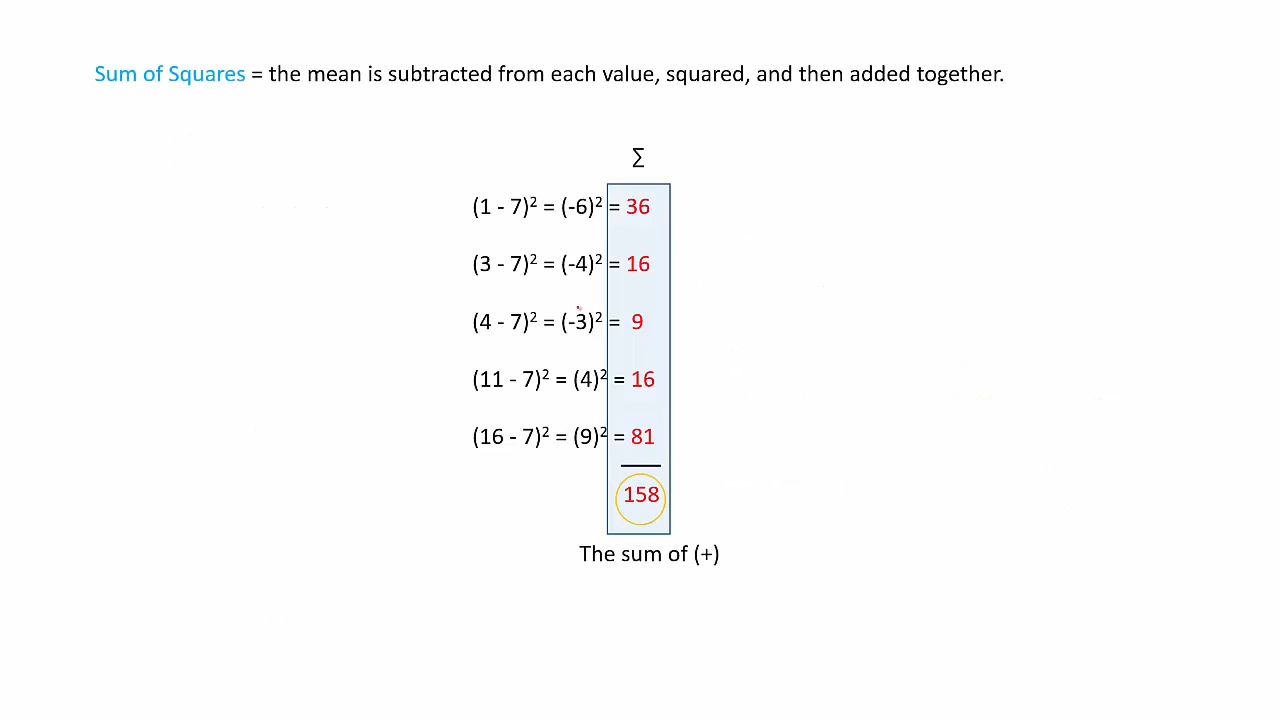 Sum of Squares = the mean is subtracted from each value, squared, and then added together.
∑
(1 - 7)² = (-6)² = 36
(3 - 7)² = (-4)² = 16
(4 - 7)² = (-3)² = 9
(11 - 7)² = (4)² = 16
(16 - 7)² = (9)² = 81
158
The sum of (+)